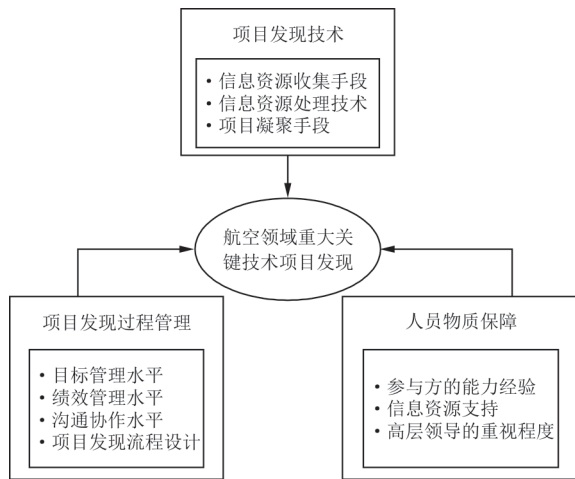 项目发现技术
• 信息资源收集手段
• 信息资源处理技术
• 项目凝聚手段
航空领域重大关
键技术项目发现
项目发现过程管理
• 目标管理水平
• 绩效管理水平
• 沟通协作水平
• 项目发现流程设计
人员物质保障
• 参与方的能力经验
• 信息资源支持
• 高层领导的重视程度